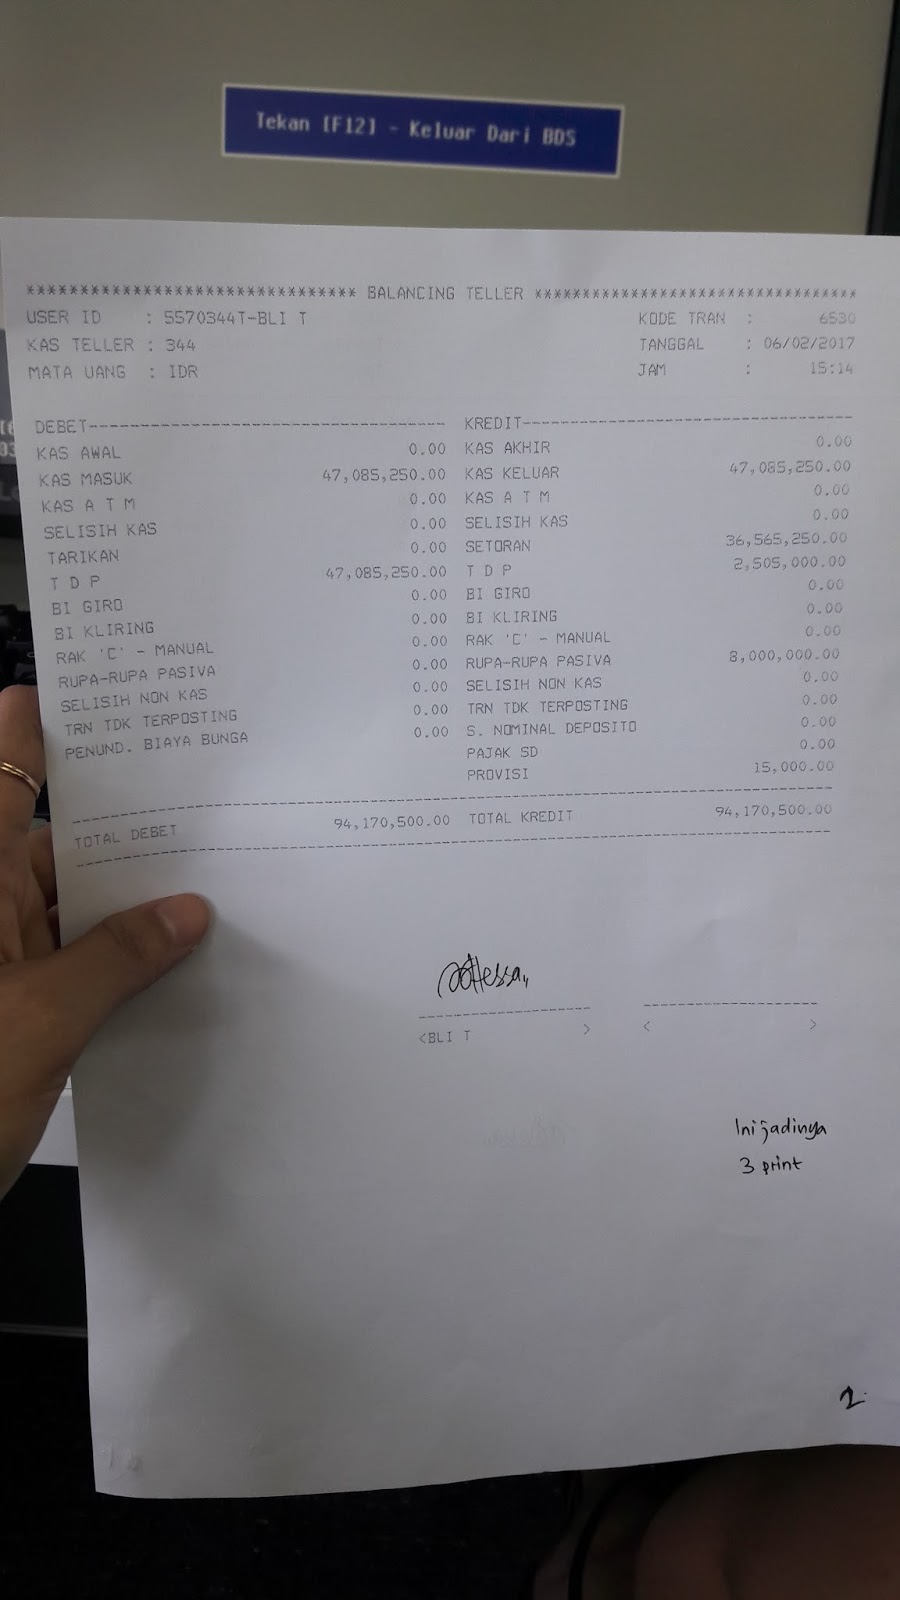 Tekan [F12] - Keluar Dari BDS
******************************* BALANCING TELLER *******************************
USER ID : 5570344T-BLI T KODE TRAN : 6530
KAS TELLER : 344 TANGGAL : 06/02/2017
MATA UANG : IDR JAM : 15:14
DEBET---------------------------------- KREDIT--------------------------------
KAS AWAL 0.00 KAS AKHIR 0.00
KAS MASUK 47,085,250.00 KAS KELUAR 47,085,250.00
KAS A T M 0.00 KAS A T M 0.00
SELISIH KAS 0.00 SELISIH KAS 0.00
TARIKAN 0.00 SETORAN 36,565,250.00
T D P 47,085,250.00 T D P 2,505,000.00
BI GIRO 0.00 BI GIRO 0.00
BI KLIRING 0.00 BI KLIRING 0.00
RAK 'C' - MANUAL 0.00 RAK 'C' - MANUAL 0.00
RUPA-RUPA PASIVA 0.00 RUPA-RUPA PASIVA 8,000,000.00
SELISIH NON KAS 0.00 SELISIH NON KAS 0.00
TRN TDK TERPOSTING 0.00 TRN TDK TERPOSTING 0.00
PENUND. BIAYA BUNGA 0.00 S. NOMINAL DEPOSITO 0.00
PAJAK SD 0.00
PROVISI 15,000.00
TOTAL DEBET 94,170,500.00 TOTAL KREDIT 94,170,500.00
<BLI T > < >
Ini jadinya
3 print
2.